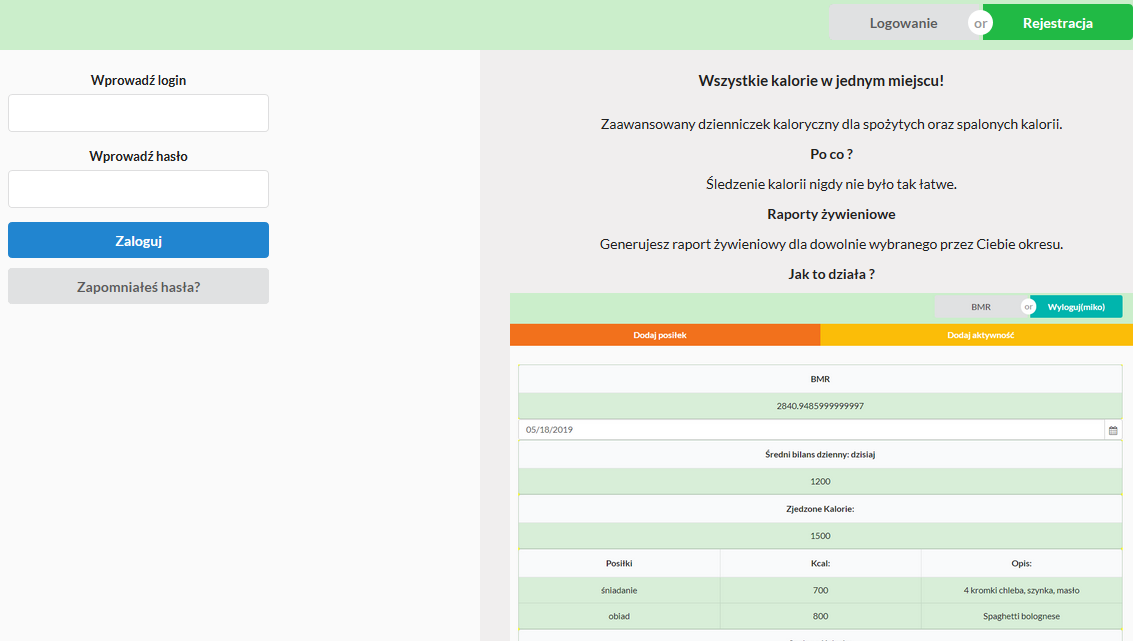 Logowanie or Rejestracja
Wprowadź login
Wprowadź hasło
Zaloguj
Zapomniałeś hasła?
Wszystkie kalorie w jednym miejscu!
Zaawansowany dzienniczek kaloryczny dla spożytych oraz spalonych kalorii.
Po co ?
Śledzenie kalorii nigdy nie było tak łatwe.
Raporty żywieniowe
Generujesz raport żywieniowy dla dowolnie wybranego przez Ciebie okresu.
Jak to działa ?
BMR or Wyloguj(miko)
Dodaj posiłek Dodaj aktywność
BMR
2840.9485999999997
05/18/2019
Średni bilans dzienny: dzisiaj
1200
Zjedzone Kalorie:
1500
Posiłki Kcal: Opis:
śniadanie 700 4 kromki chleba, szynka, masło
obiad 800 Spaghetti bolognese